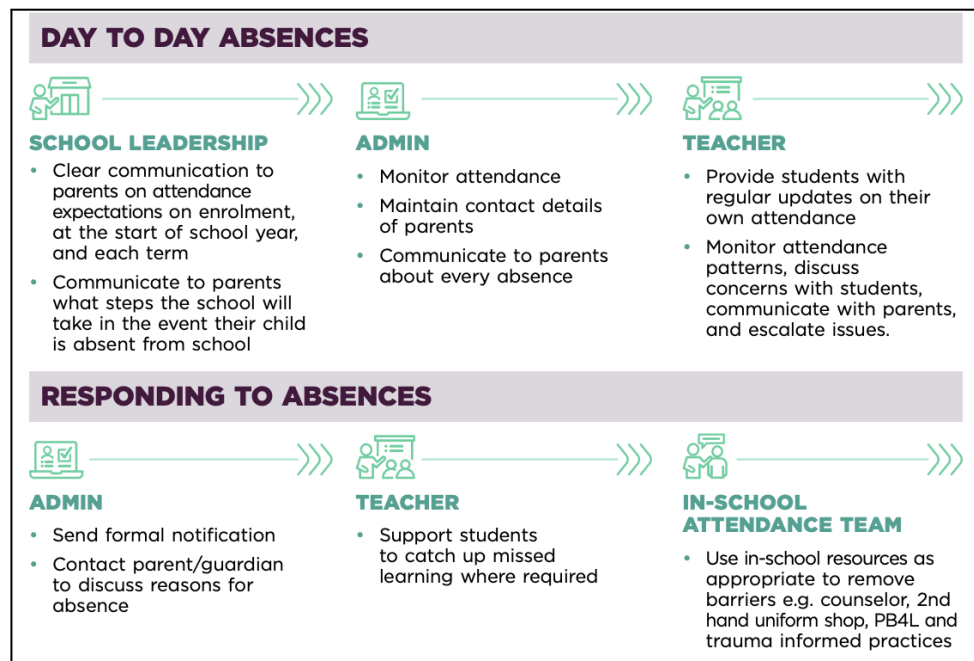 DAY TO DAY ABSENCES
SCHOOL LEADERSHIP
• Clear communication to
parents on attendance
expectations on enrolment,
at the start of school year,
and each term
• Communicate to parents
what steps the school will
take in the event their child
is absent from school
ADMIN
• Monitor attendance
• Maintain contact details
of parents
• Communicate to parents
about every absence
TEACHER
• Provide students with
regular updates on their
own attendance
• Monitor attendance
patterns, discuss
concerns with students,
communicate with parents,
and escalate issues.
RESPONDING TO ABSENCES
ADMIN
• Send formal notification
• Contact parent/guardian
to discuss reasons for
absence
TEACHER
• Support students
to catch up missed
learning where required
IN-SCHOOL
ATTENDANCE TEAM
• Use in-school resources as
appropriate to remove
barriers e.g. counselor, 2nd
hand uniform shop, PB4L and
trauma informed practices